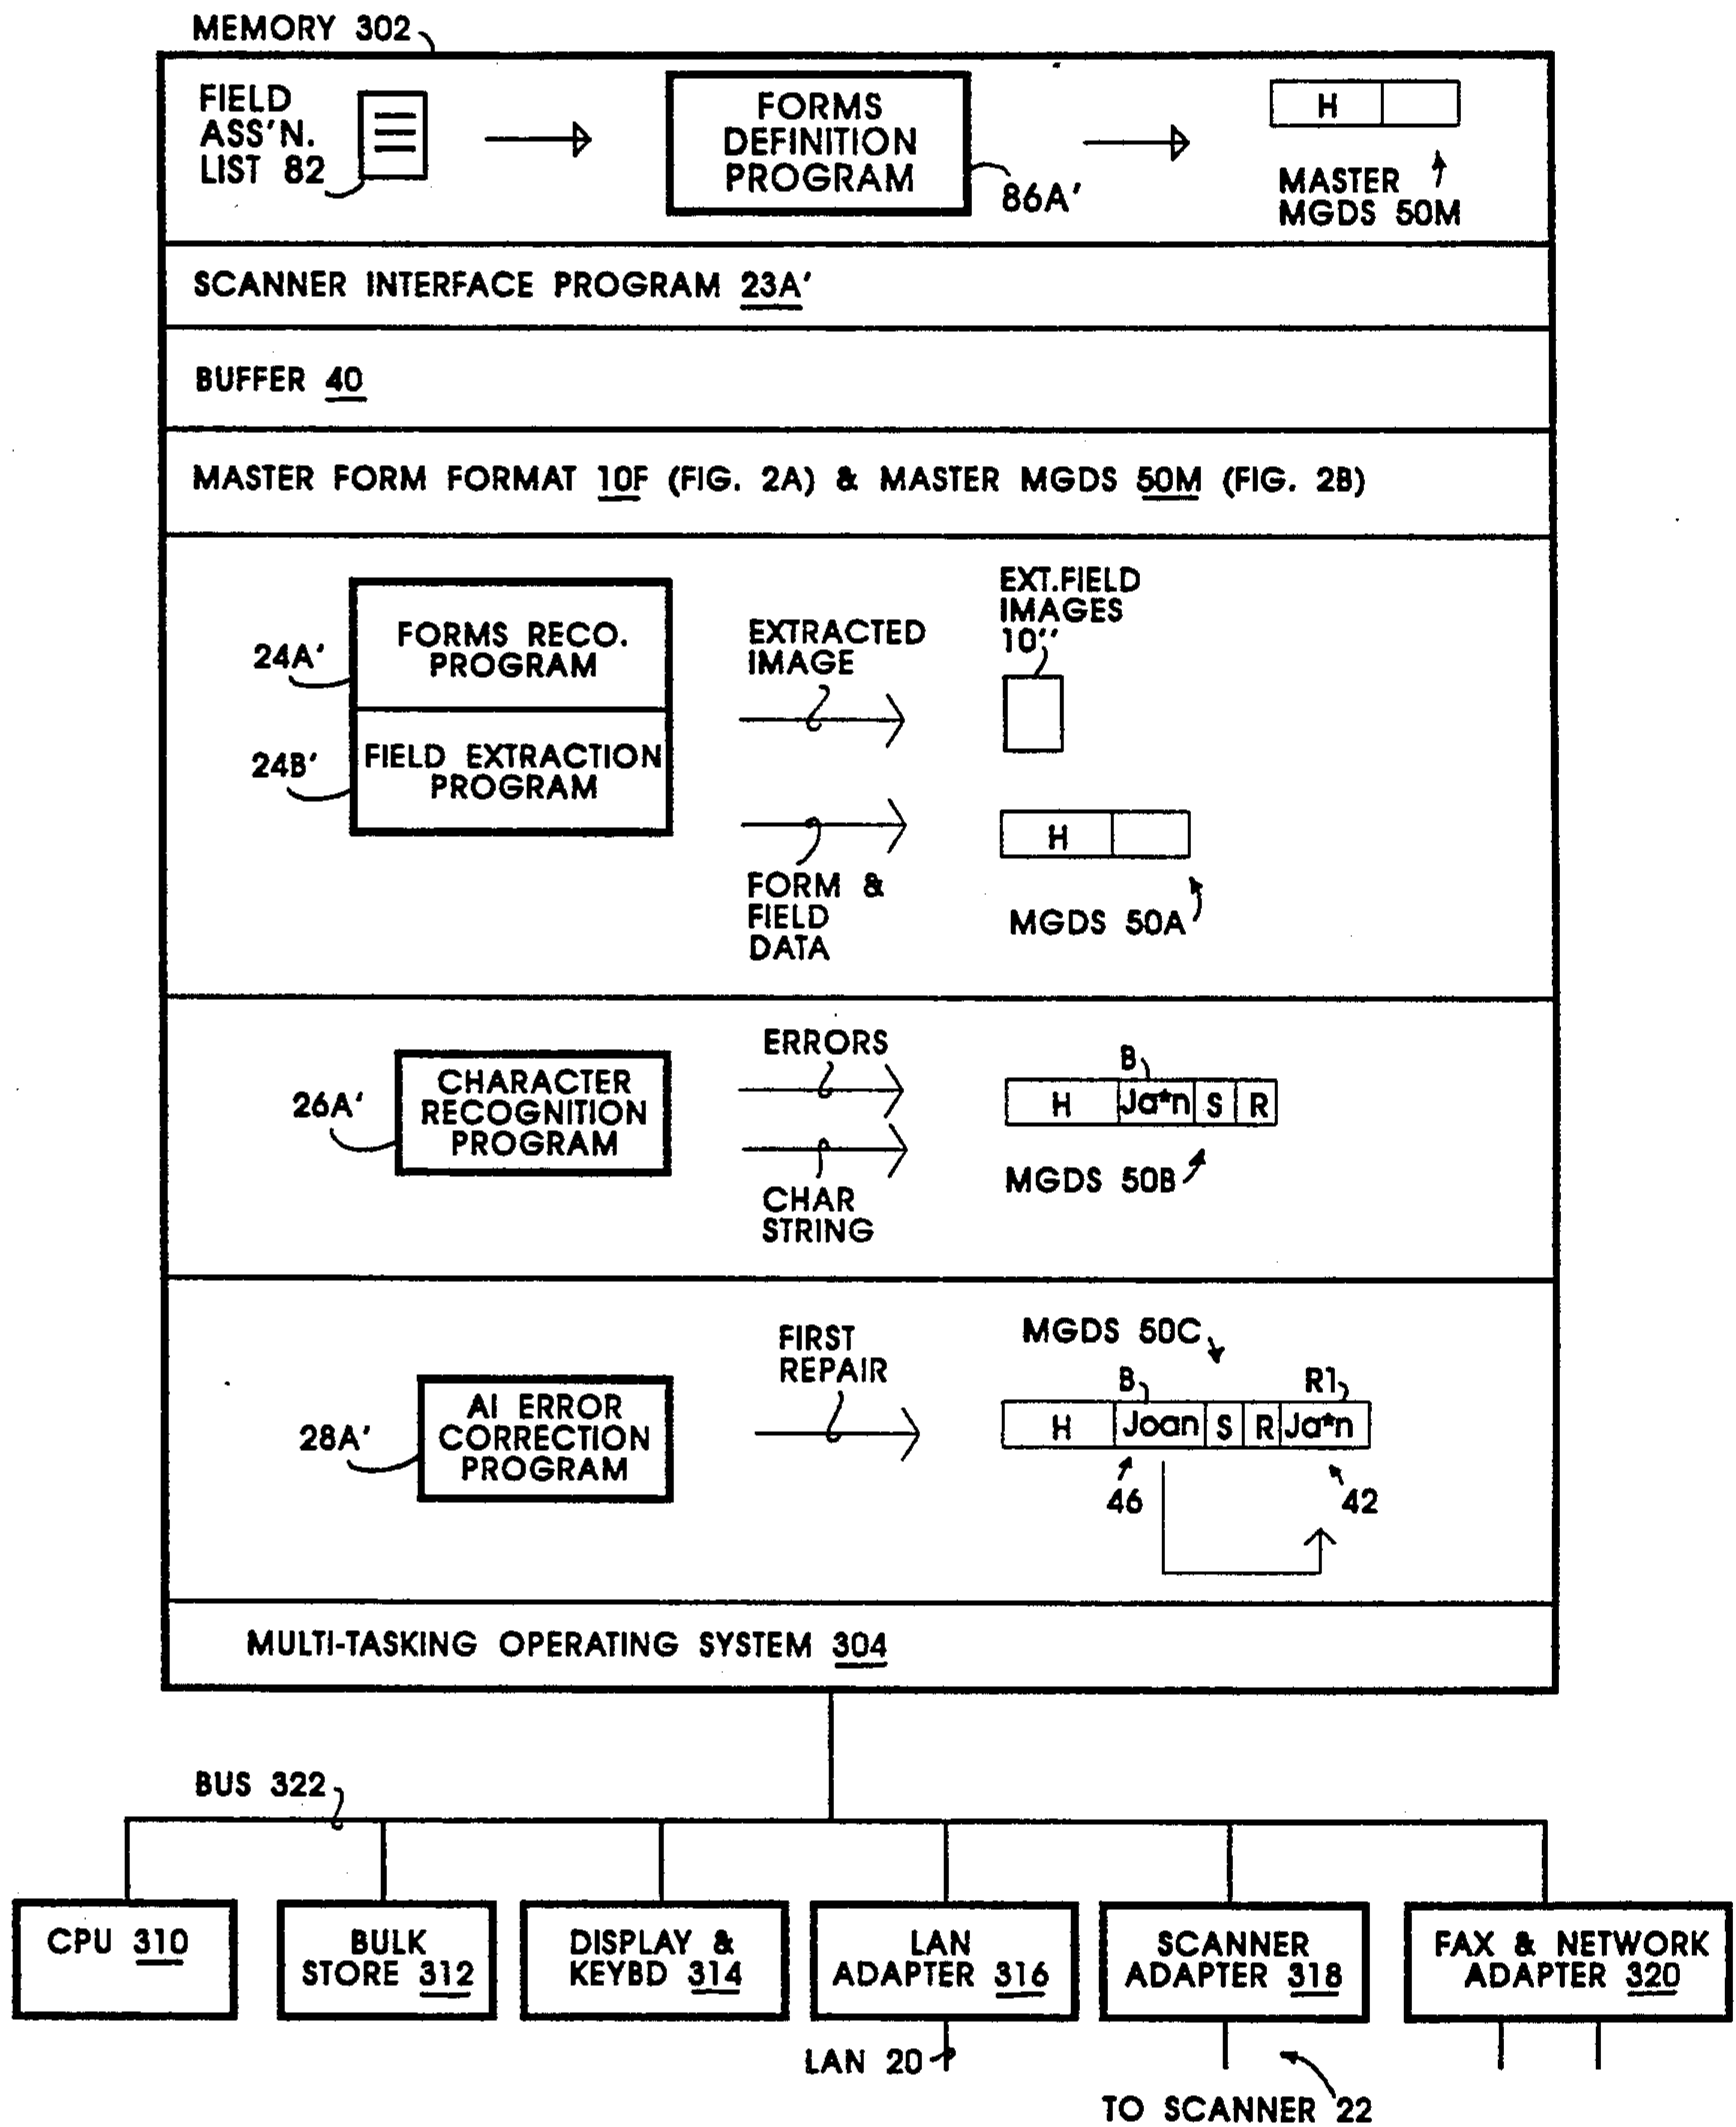 MEMORY 302
FIELD
ASS'N.
LIST 82
FORMS
DEFINITION
PROGRAM
86A'
H
MASTER
MGDS 50M
SCANNER INTERFACE PROGRAM 23A'
BUFFER 40
MASTER FORM FORMAT 10F (FIG. 2A) & MASTER MGDS 50M (FIG. 2B)
24A'
FORMS RECO.
PROGRAM
24B'
FIELD EXTRACTION
PROGRAM
EXTRACTED
IMAGE
EXT.FIELD
IMAGES
10''
FORM &
FIELD
DATA
H
MGDS 50A
26A'
CHARACTER
RECOGNITION
PROGRAM
ERRORS
CHAR
STRING
B
H Ja*n S R
MGDS 50B
28A'
AI ERROR
CORRECTION
PROGRAM
FIRST
REPAIR
MGDS 50C
B R1
H Joan S R Ja*n
46 42
MULTI-TASKING OPERATING SYSTEM 304
BUS 322
CPU 310
BULK
STORE 312
DISPLAY &
KEYBD 314
LAN
ADAPTER 316
SCANNER
ADAPTER 318
FAX & NETWORK
ADAPTER 320
LAN 20
TO SCANNER 22